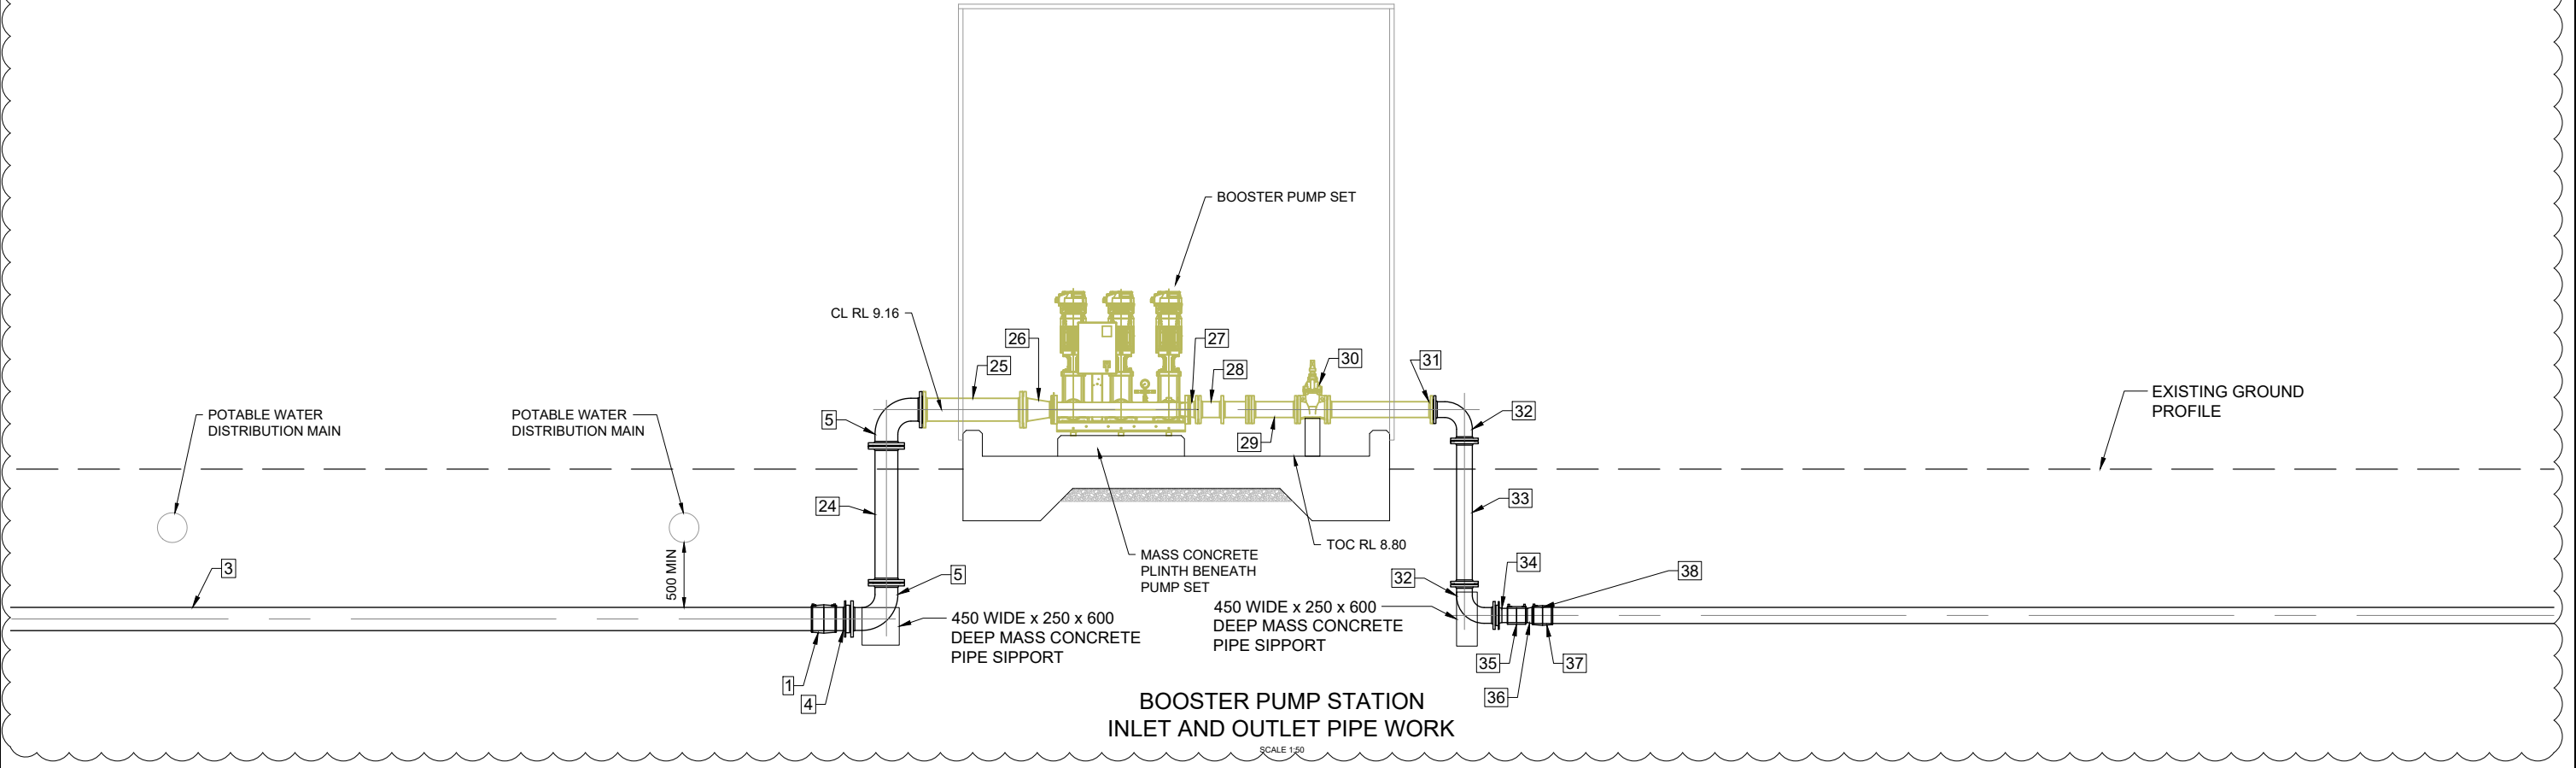 BOOSTER PUMP SET
CL RL 9.16
26
25
27
28
30
31
5
32
29
POTABLE WATER
DISTRIBUTION MAIN
POTABLE WATER
DISTRIBUTION MAIN
EXISTING GROUND
PROFILE
24
33
3
500 MIN
5
MASS CONCRETE
PLINTH BENEATH
PUMP SET
TOC RL 8.80
32
34
38
450 WIDE x 250 x 600
DEEP MASS CONCRETE
PIPE SIPPORT
450 WIDE x 250 x 600
DEEP MASS CONCRETE
PIPE SIPPORT
1
4
35
37
36
BOOSTER PUMP STATION
INLET AND OUTLET PIPE WORK
SCALE 1:50